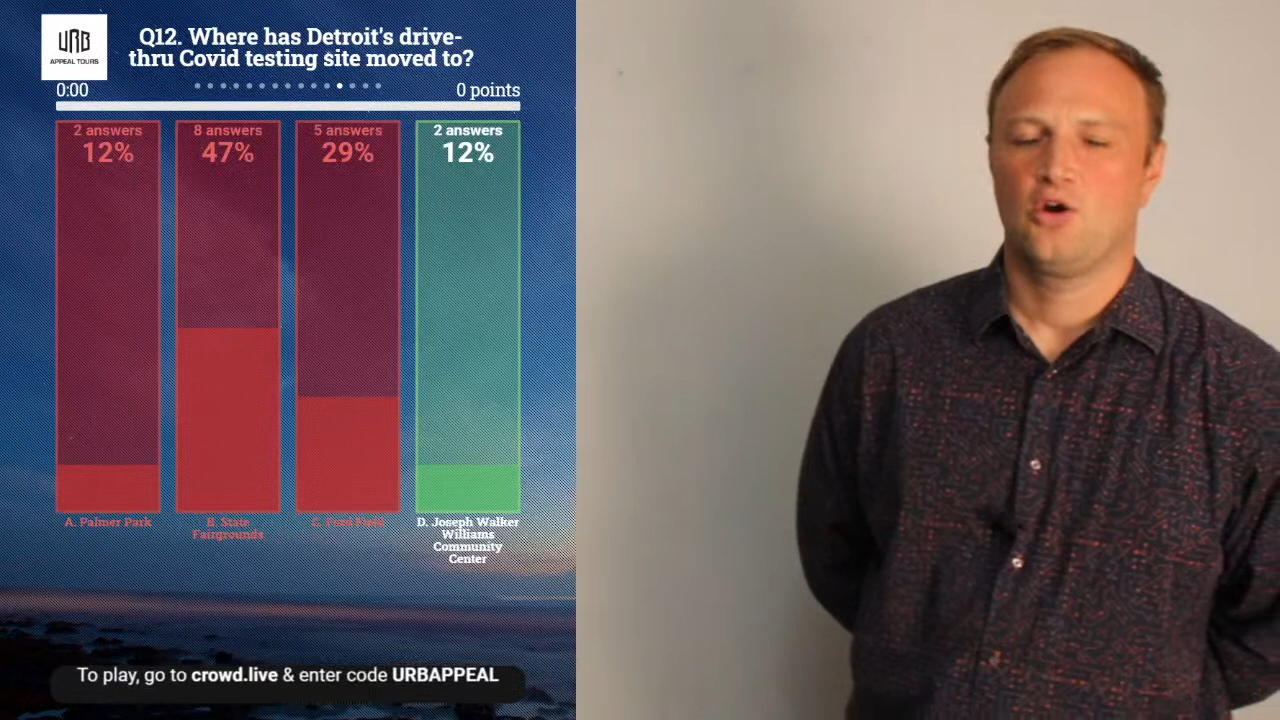 URB
APPEAL TOURS
Q12. Where has Detroit's drive-
thru Covid testing site moved to?
0:00
0 points
2 answers
12%
8 answers
47%
5 answers
29%
2 answers
12%
A. Palmer Park
B. State
Fairgrounds
C. Ford Field
D. Joseph Walker
Williams
Community
Center
To play, go to crowd.live & enter code URBAPPEAL